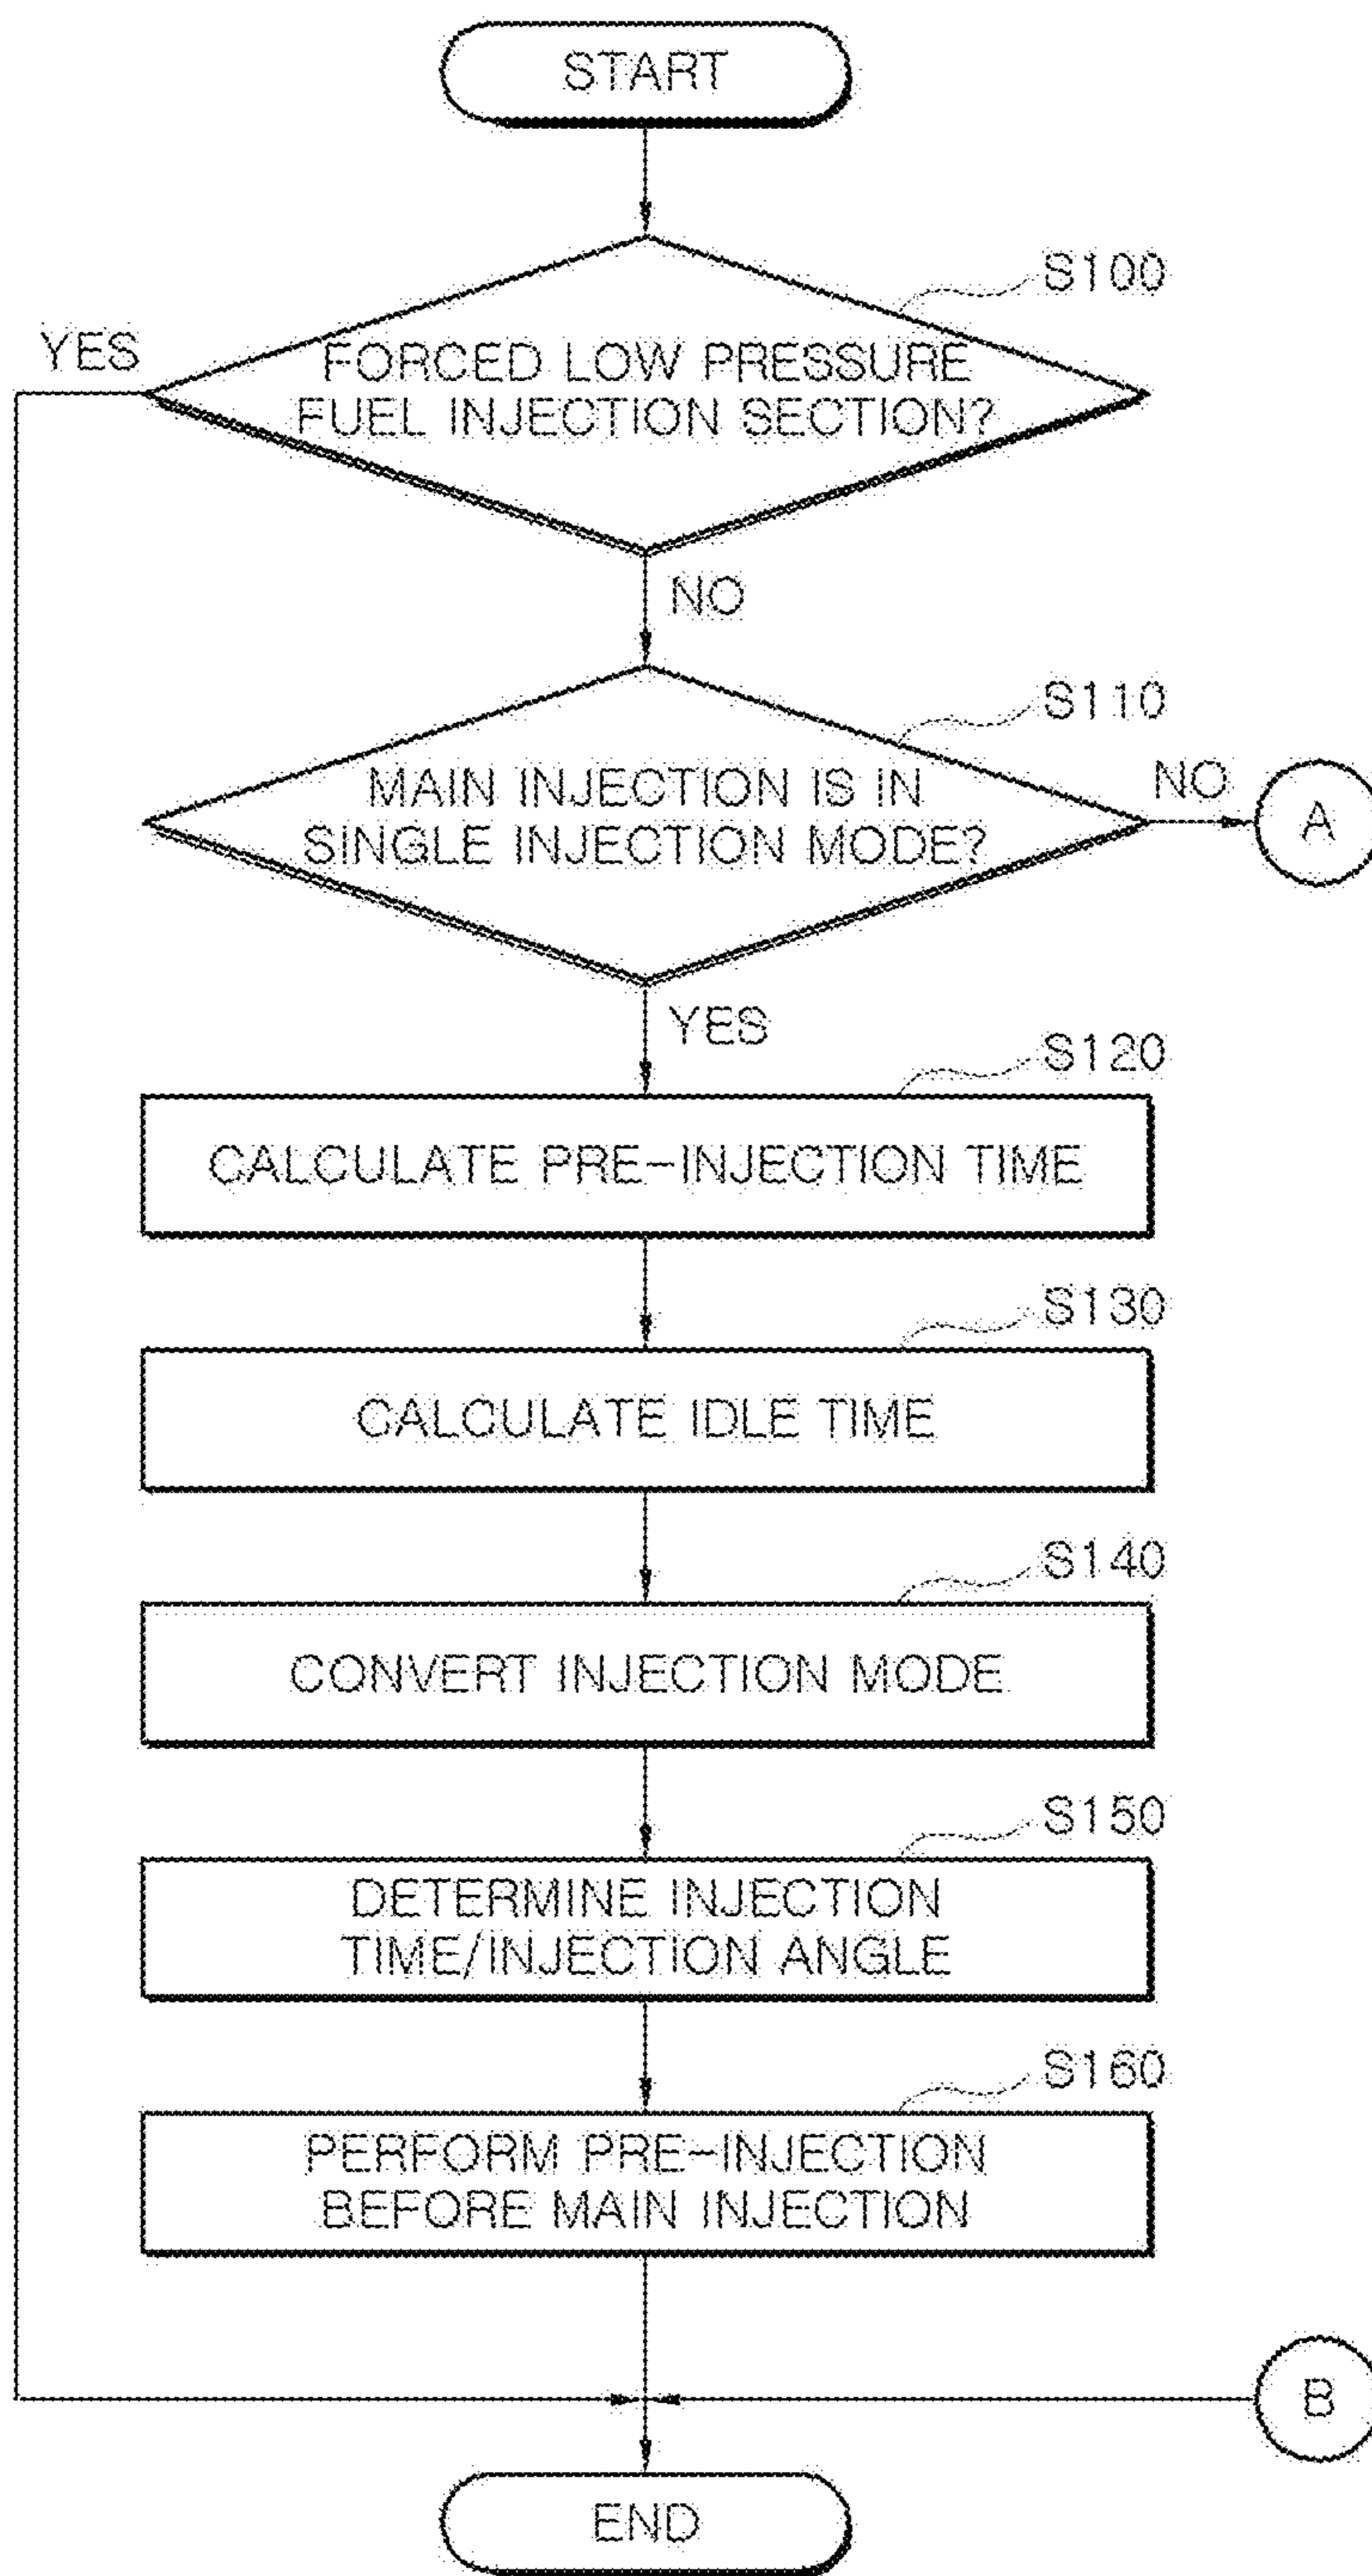 START
S100
YES
FORCED LOW PRESSURE
FUEL INJECTION SECTION?
NO
S110
MAIN INJECTION IS IN
SINGLE INJECTION MODE?
NO
A
YES
S120
CALCULATE PRE-INJECTION TIME
S130
CALCULATE IDLE TIME
S140
CONVERT INJECTION MODE
S150
DETERMINE INJECTION
TIME/INJECTION ANGLE
S160
PERFORM PRE-INJECTION
BEFORE MAIN INJECTION
B
END